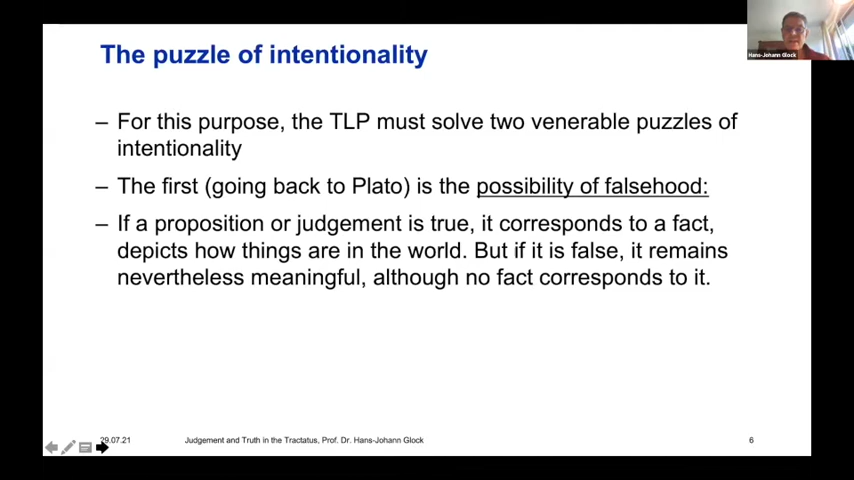 The puzzle of intentionality
Hans-Johann Glock
– For this purpose, the TLP must solve two venerable puzzles of
intentionality
– The first (going back to Plato) is the possibility of falsehood:
– If a proposition or judgement is true, it corresponds to a fact,
depicts how things are in the world. But if it is false, it remains
nevertheless meaningful, although no fact corresponds to it.
29.07.21 Judgement and Truth in the Tractatus, Prof. Dr. Hans-Johann Glock 6